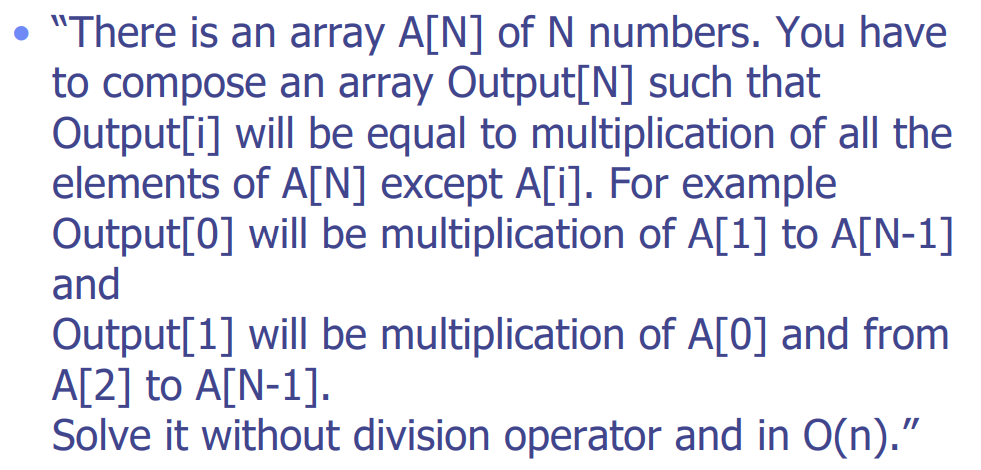 • “There is an array A[N] of N numbers. You have
to compose an array Output[N] such that
Output[i] will be equal to multiplication of all the
elements of A[N] except A[i]. For example
Output[0] will be multiplication of A[1] to A[N-1]
and
Output[1] will be multiplication of A[0] and from
A[2] to A[N-1].
Solve it without division operator and in O(n).”